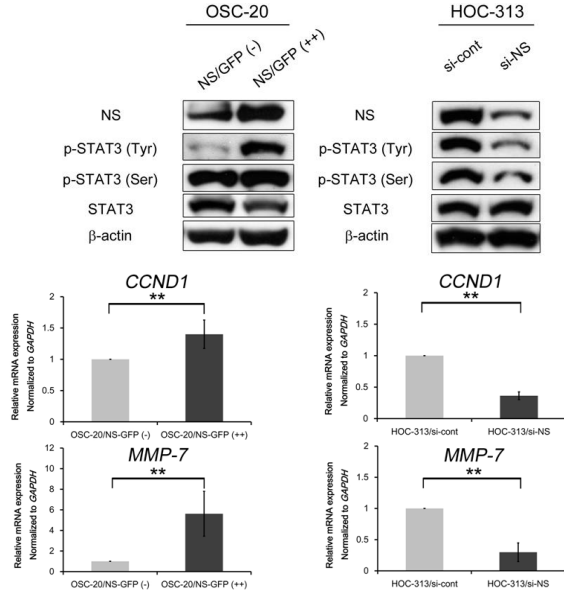 OSC-20
HOC-313
NS/GFP (-)
NS/GFP (++)
si-cont
si-NS
NS
NS
p-STAT3 (Tyr)
p-STAT3 (Tyr)
p-STAT3 (Ser)
p-STAT3 (Ser)
STAT3
STAT3
β-actin
β-actin
CCND1
**
Relative mRNA expression
Normalized to GAPDH
2
1.5
1
0.5
0
OSC-20/NS-GFP (-)
OSC-20/NS-GFP (++)
CCND1
**
Relative mRNA expression
Normalized to GAPDH
2
1.5
1
0.5
0
HOC-313/si-cont
HOC-313/si-NS
MMP-7
**
Relative mRNA expression
Normalized to GAPDH
12
10
8
6
4
2
0
OSC-20/NS-GFP (-)
OSC-20/NS-GFP (++)
MMP-7
**
Relative mRNA expression
Normalized to GAPDH
2
1.5
1
0.5
0
HOC-313/si-cont
HOC-313/si-NS